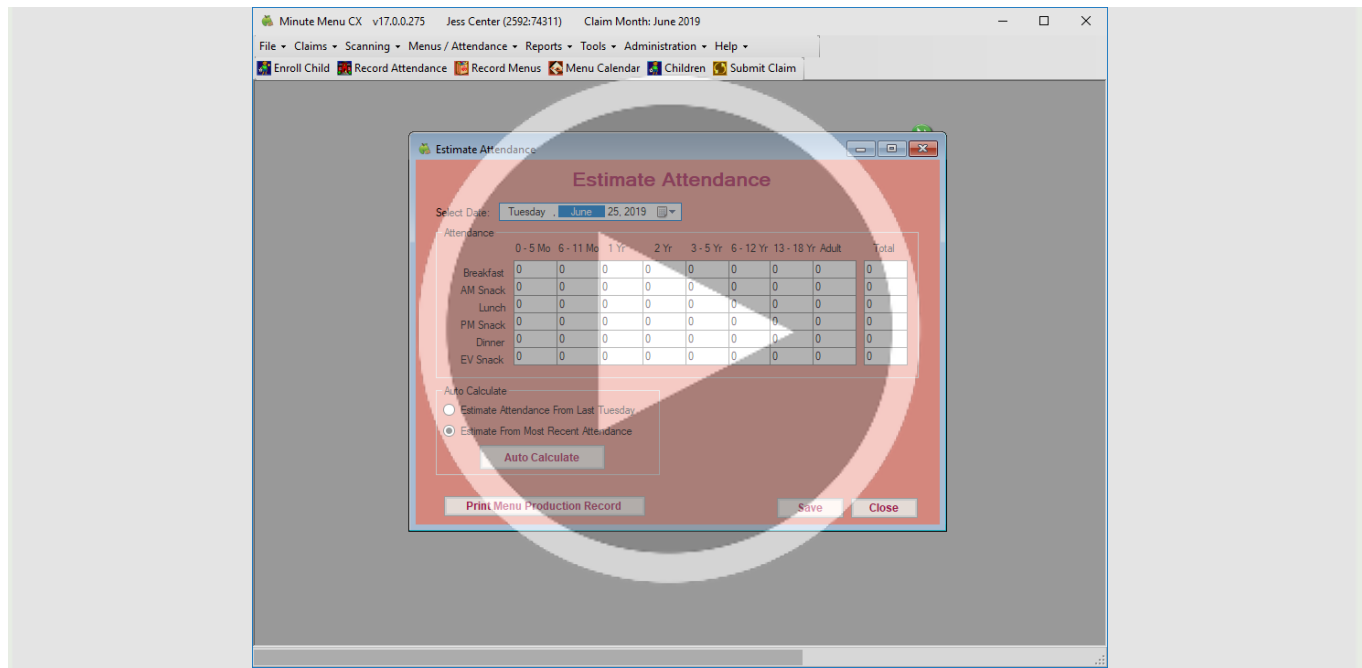 Minute Menu CX v17.0.0.275 Jess Center (2592:74311) Claim Month: June 2019
File Claims Scanning Menus / Attendance Reports Tools Administration Help
Enroll Child Record Attendance Record Menus Menu Calendar Children Submit Claim
Estimate Attendance
Estimate Attendance
Select Date: Tuesday , June 25, 2019
Attendance
0 - 5 Mo 6 - 11 Mo 1 Yr 2 Yr 3 - 5 Yr 6 - 12 Yr 13 - 18 Yr Adult Total
Breakfast 0 0 0 0 0 0 0 0 0
AM Snack 0 0 0 0 0 0 0 0 0
Lunch 0 0 0 0 0 0 0 0 0
PM Snack 0 0 0 0 0 0 0 0 0
Dinner 0 0 0 0 0 0 0 0 0
EV Snack 0 0 0 0 0 0 0 0 0
Auto Calculate
Estimate Attendance From Last Tuesday
Estimate From Most Recent Attendance
Auto Calculate
Print Menu Production Record Save Close